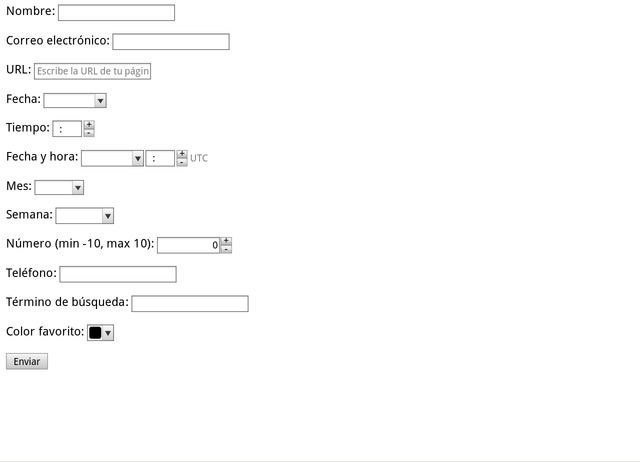 Nombre:
Correo electrónico:
URL: Escribe la URL de tu págin
Fecha:
Tiempo: : + -
Fecha y hora: : + - UTC
Mes:
Semana:
Número (min -10, max 10): 0 + -
Teléfono:
Término de búsqueda:
Color favorito:
Enviar